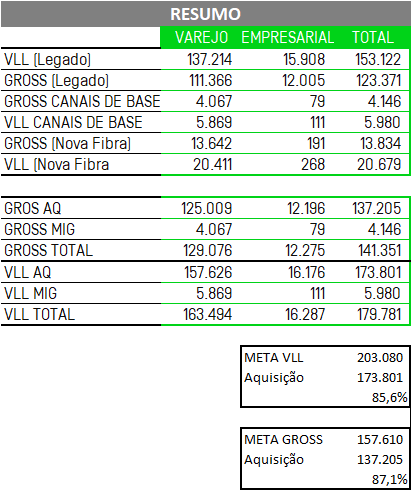 RESUMO
VAREJO EMPRESARIAL TOTAL
VLL (Legado) 137.214 15.908 153.122
GROSS (Legado) 111.366 12.005 123.371
GROSS CANAIS DE BASE 4.067 79 4.146
VLL CANAIS DE BASE 5.869 111 5.980
GROSS (Nova Fibra) 13.642 191 13.834
VLL (Nova Fibra 20.411 268 20.679
GROS AQ 125.009 12.196 137.205
GROSS MIG 4.067 79 4.146
GROSS TOTAL 129.076 12.275 141.351
VLL AQ 157.626 16.176 173.801
VLL MIG 5.869 111 5.980
VLL TOTAL 163.494 16.287 179.781
META VLL 203.080
Aquisição 173.801
85,6%
META GROSS 157.610
Aquisição 137.205
87,1%